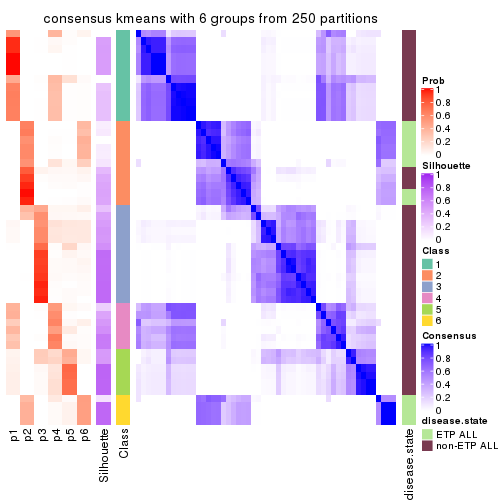 consensus kmeans with 6 groups from 250 partitions
Prob
1
0.8
0.6
0.4
0.2
0
Silhouette
1
0.8
0.6
0.4
0.2
0
Class
1
2
3
4
5
6
Consensus
1
0.8
0.6
0.4
0.2
0
disease.state
ETP ALL
non-ETP ALL
p1
p2
p3
p4
p5
p6
Silhouette
Class
disease.state